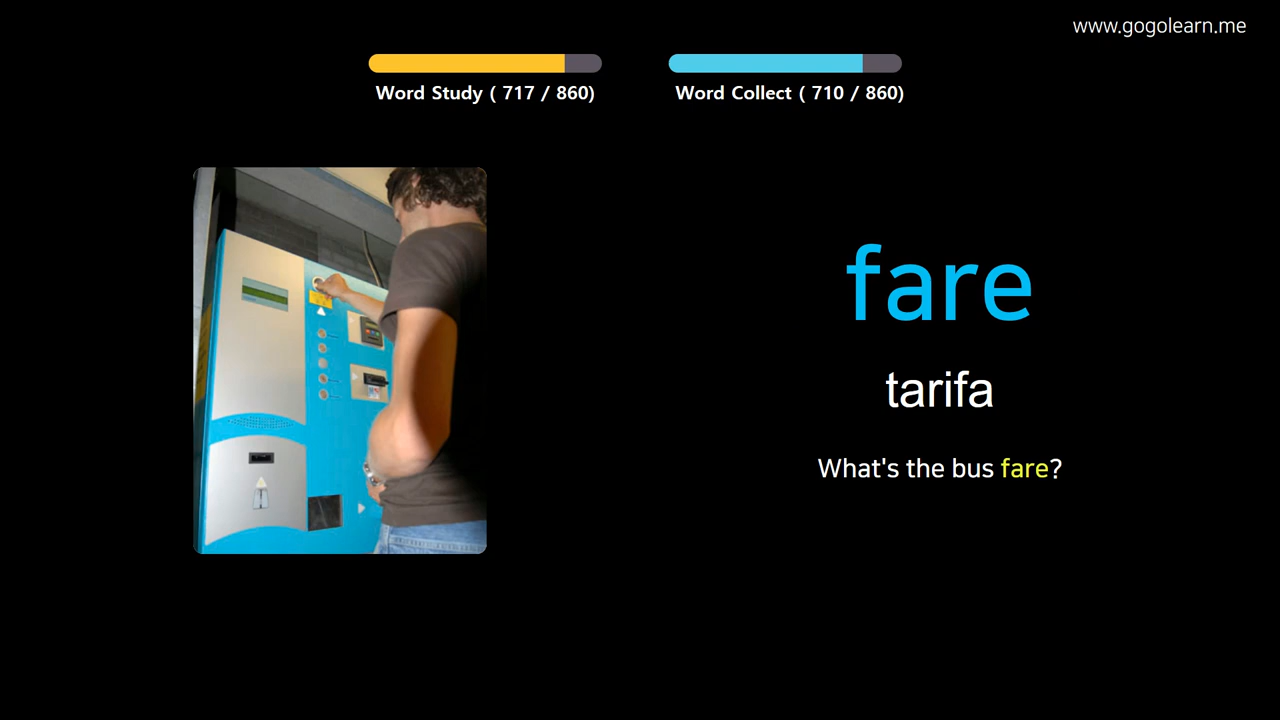 www.gogolearn.me
Word Study ( 717 / 860)
Word Collect ( 710 / 860)
fare
tarifa
What's the bus fare?